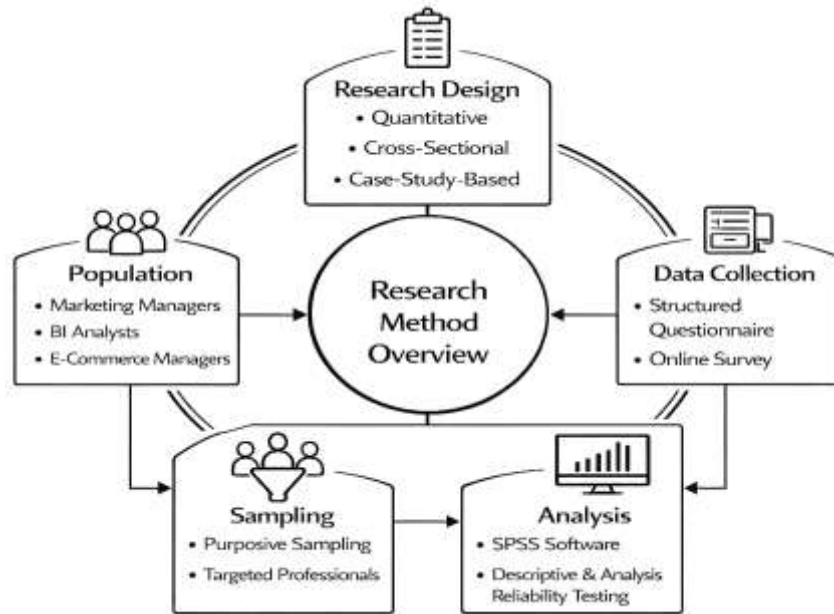 Research Design
• Quantitative
• Cross-Sectional
• Case-Study-Based
Population
• Marketing Managers
• BI Analysts
• E-Commerce Managers
Research
Method
Overview
Data Collection
• Structured
Questionnaire
• Online Survey
Sampling
• Purposive Sampling
• Targeted Professionals
Analysis
• SPSS Software
• Descriptive & Analysis
Reliability Testing